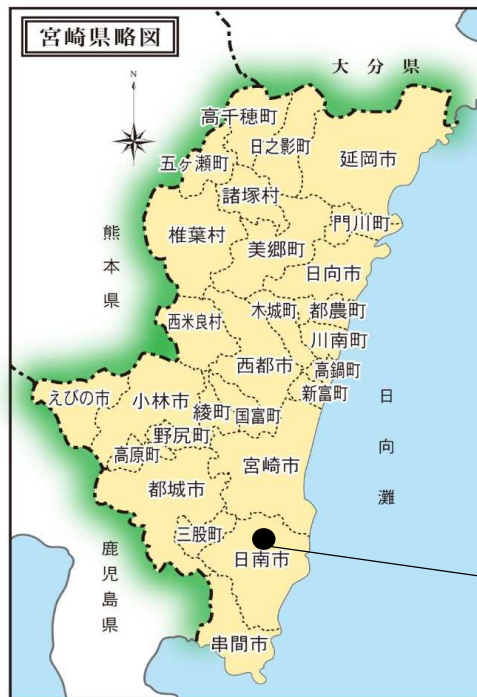 宮崎県略図
大分県
N
高千穂町
日之影町
延岡市
五ヶ瀬町
諸塚村
門川町
熊本県
椎葉村
美郷町
日向市
西米良村
木城町
都農町
川南町
西都市
高鍋町
新富町
えびの市
小林市
綾町
国富町
日向灘
野尻町
高原町
宮崎市
都城市
三股町
日南市
鹿児島県
串間市